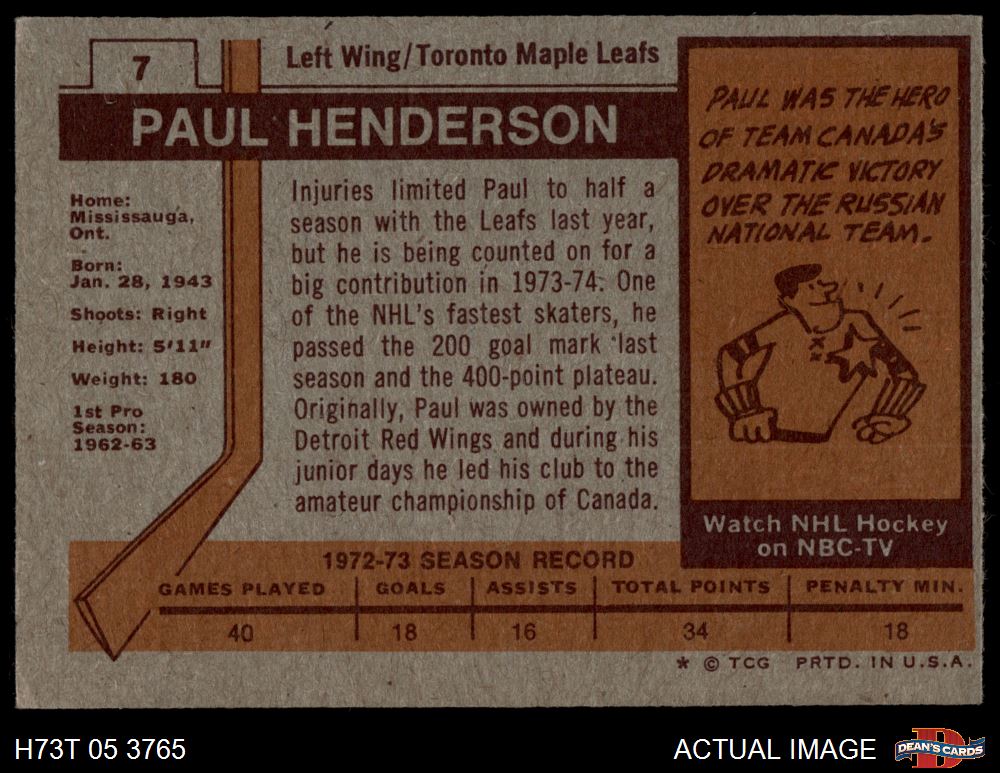 7
Left Wing/Toronto Maple Leafs
PAUL HENDERSON
Home:
Mississauga,
Ont.
Born:
Jan. 28, 1943
Shoots: Right
Height: 5'11"
Weight: 180
1st Pro
Season:
1962-63
Injuries limited Paul to half a
season with the Leafs last year,
but he is being counted on for a
big contribution in 1973-74. One
of the NHL's fastest skaters, he
passed the 200 goal mark last
season and the 400-point plateau.
Originally, Paul was owned by the
Detroit Red Wings and during his
junior days he led his club to the
amateur championship of Canada.
PAUL WAS THE HERO
OF TEAM CANADA'S
DRAMATIC VICTORY
OVER THE RUSSIAN
NATIONAL TEAM.
Watch NHL Hockey
on NBC-TV
1972-73 SEASON RECORD
GAMES PLAYED GOALS ASSISTS TOTAL POINTS PENALTY MIN.
40 18 16 34 18
* © TCG PRTD. IN U.S.A.
H73T 05 3765
ACTUAL IMAGE
D
DEAN'S CARDS